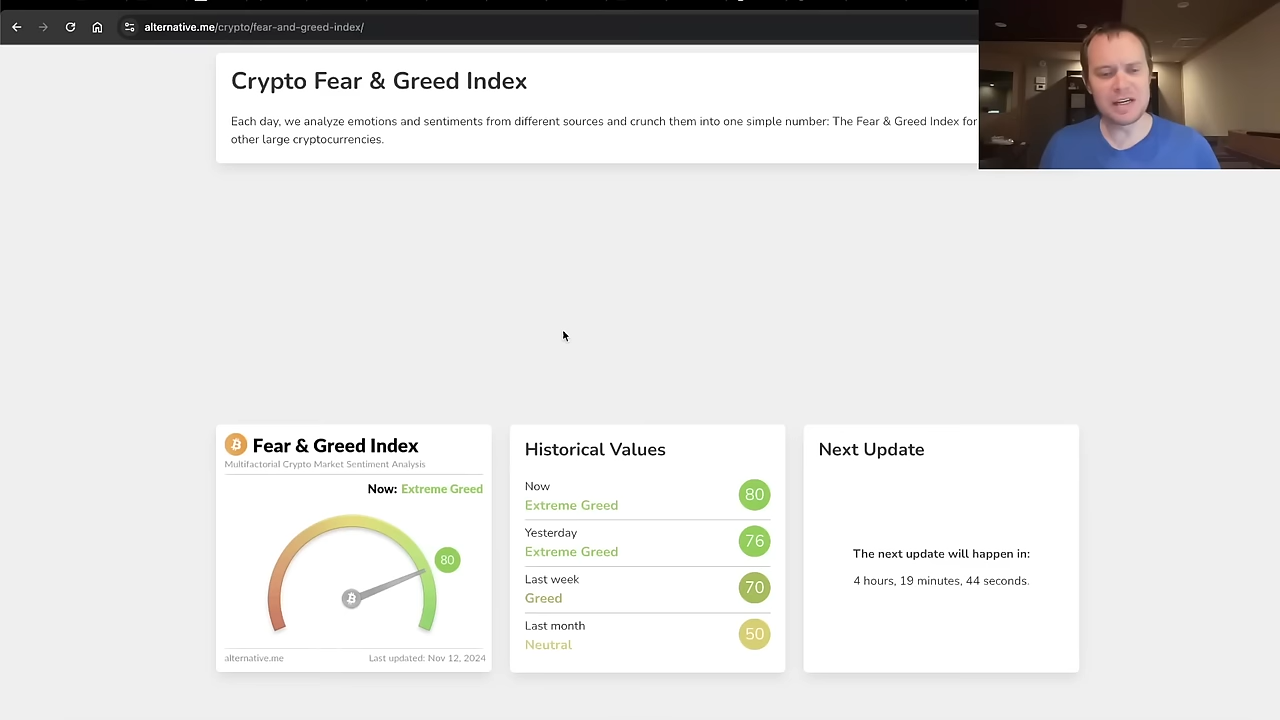 alternative.me/crypto/fear-and-greed-index/
Crypto Fear & Greed Index
Each day, we analyze emotions and sentiments from different sources and crunch them into one simple number: The Fear & Greed Index for
other large cryptocurrencies.
Fear & Greed Index
Multifactorial Crypto Market Sentiment Analysis
Now: Extreme Greed
80
alternative.me
Last updated: Nov 12, 2024
Historical Values
Now
Extreme Greed
80
Yesterday
Extreme Greed
76
Last week
Greed
70
Last month
Neutral
50
Next Update
The next update will happen in:
4 hours, 19 minutes, 44 seconds.